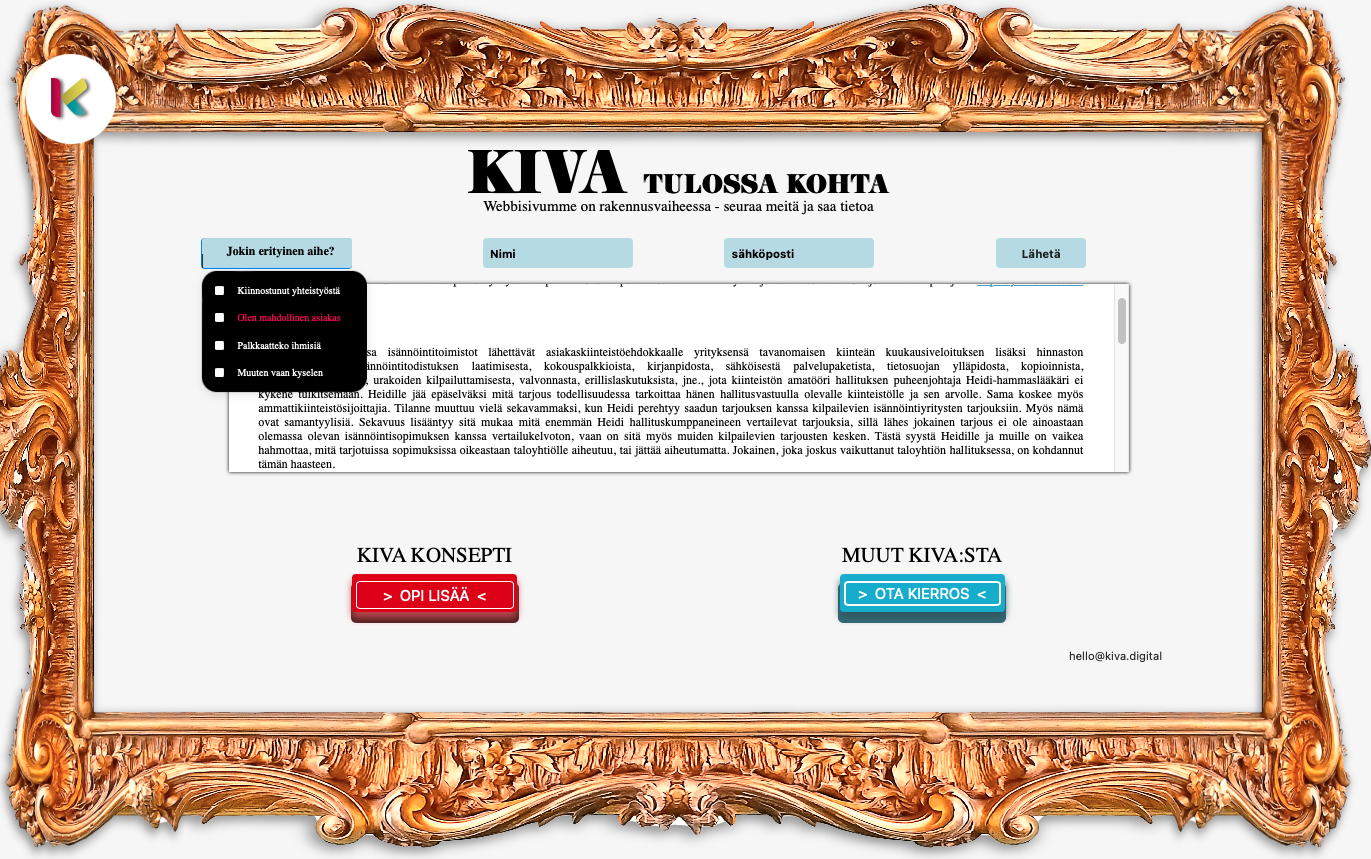 K
KIVA TULOSSA KOHTA
Webbisivumme on rakennusvaiheessa - seuraa meitä ja saa tietoa
Jokin erityinen aihe?
Nimi
sähköposti
Lähetä
Kiinnostunut yhteistyöstä
Olen mahdollinen asiakas
Palkkaatteko ihmisiä
Muuten vaan kyselen
isännöintitoimistot lähettävät asiakaskiinteistöehdokkaalle yrityksensä tavanomaisen kiinteän kuukausiveloituksen lisäksi hinnaston
laatimisesta, kokouspalkkioista, kirjanpidosta, sähköisestä palvelupaketista, tietosuojan ylläpidosta, kopioinnista,
urakoiden kilpailuttamisesta, valvonnasta, erillislaskutuksista, jne., jota kiinteistön amatööri hallituksen puheenjohtaja Heidi-hammaslääkäri ei
kykene tulkitsemaan. Heidille jää epäselväksi mitä tarjous todellisuudessa tarkoittaa hänen hallitusvastuulla olevalle kiinteistölle ja sen arvolle. Sama koskee myös
ammattikiinteistösijoittajia. Tilanne muuttuu vielä sekavammaksi, kun Heidi perehtyy saadun tarjouksen kanssa kilpailevien isännöintiyritysten tarjouksiin. Myös nämä
ovat samantyylisiä. Sekavuus lisääntyy sitä mukaa mitä enemmän Heidi hallituskumppaneineen vertailevat tarjouksia, sillä lähes jokainen tarjous ei ole ainoastaan
olemassa olevan isännöintisopimuksen kanssa vertailukelvoton, vaan on sitä myös muiden kilpailevien tarjousten kesken. Tästä syystä Heidille ja muille on vaikea
hahmottaa, mitä tarjotuissa sopimuksissa oikeastaan taloyhtiölle aiheutuu, tai jättää aiheutumatta. Jokainen, joka joskus vaikuttanut taloyhtiön hallituksessa, on kohdannut
tämän haasteen.
KIVA KONSEPTI
MUUT KIVA:STA
> OPI LISÄÄ <
> OTA KIERROS <
hello@kiva.digital